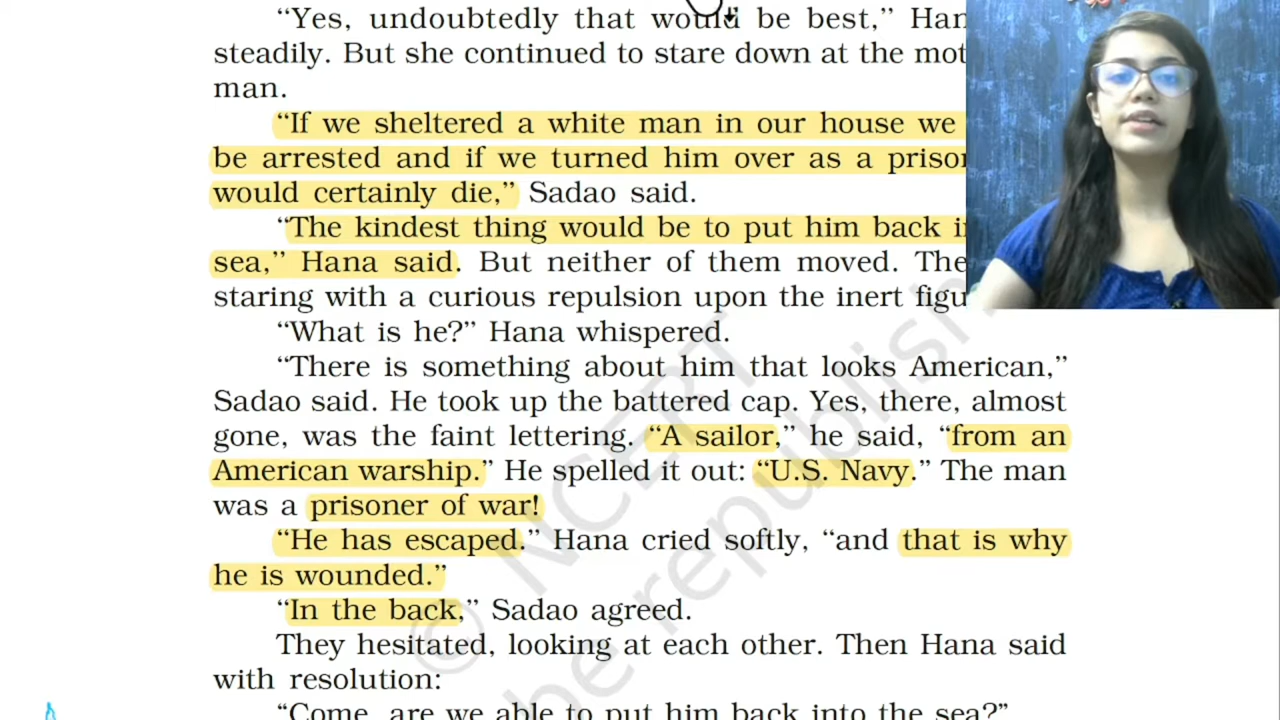 “Yes, undoubtedly that would be best,” Han
steadily. But she continued to stare down at the mot
man.
“If we sheltered a white man in our house we
be arrested and if we turned him over as a prison
would certainly die,” Sadao said.
“The kindest thing would be to put him back i
sea,” Hana said. But neither of them moved. The
staring with a curious repulsion upon the inert figu
“What is he?” Hana whispered.
“There is something about him that looks American,”
Sadao said. He took up the battered cap. Yes, there, almost
gone, was the faint lettering. “A sailor,” he said, “from an
American warship.” He spelled it out: “U.S. Navy.” The man
was a prisoner of war!
“He has escaped.” Hana cried softly, “and that is why
he is wounded.”
“In the back,” Sadao agreed.
They hesitated, looking at each other. Then Hana said
with resolution:
“Come, are we able to put him back into the sea?”
© NCERT
be republish